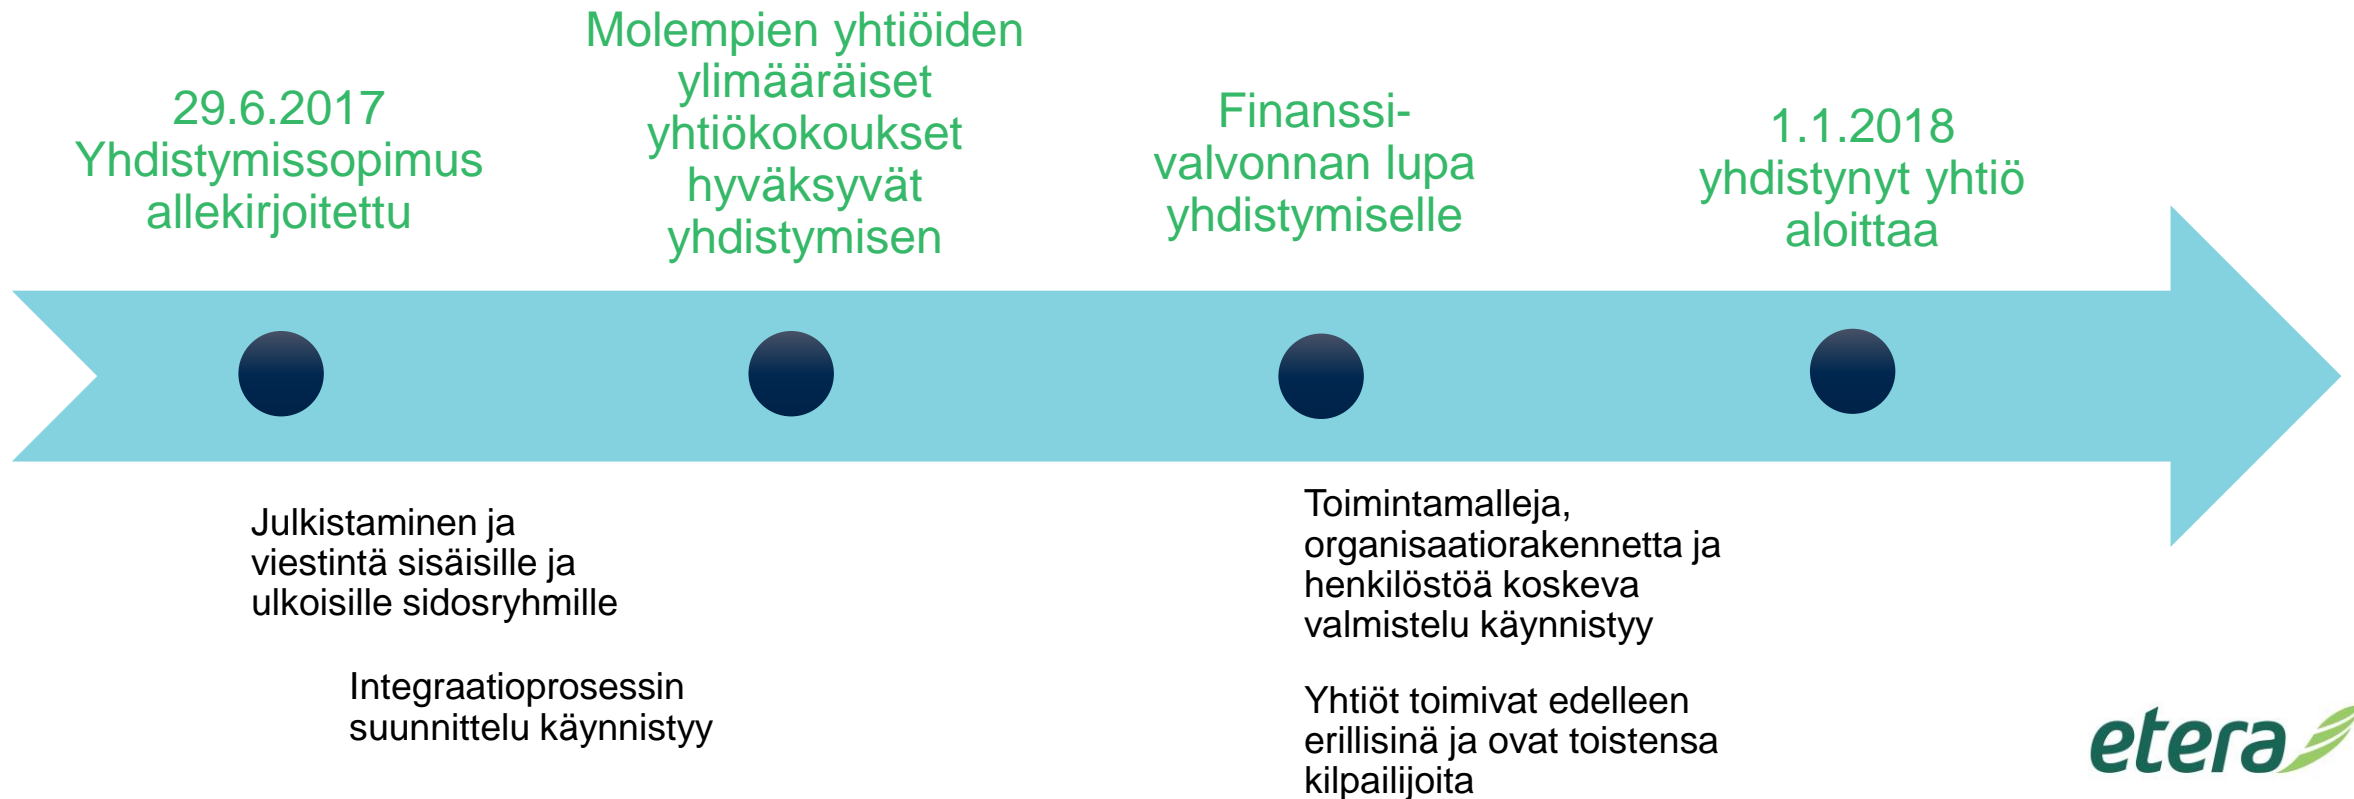 29.6.2017
Yhdistymissopimus
allekirjoitettu
Molempien yhtiöiden
ylimääräiset
yhtiökokoukset
hyväksyvät
yhdistymisen
Finanssi-
valvonnan lupa
yhdistymiselle
1.1.2018
yhdistynyt yhtiö
aloittaa
Julkistaminen ja
viestintä sisäisille ja
ulkoisille sidosryhmille
Integraatioprosessin
suunnittelu käynnistyy
Toimintamalleja,
organisaatiorakennetta ja
henkilöstöä koskeva
valmistelu käynnistyy
Yhtiöt toimivat edelleen
erillisinä ja ovat toistensa
kilpailijoita
etera